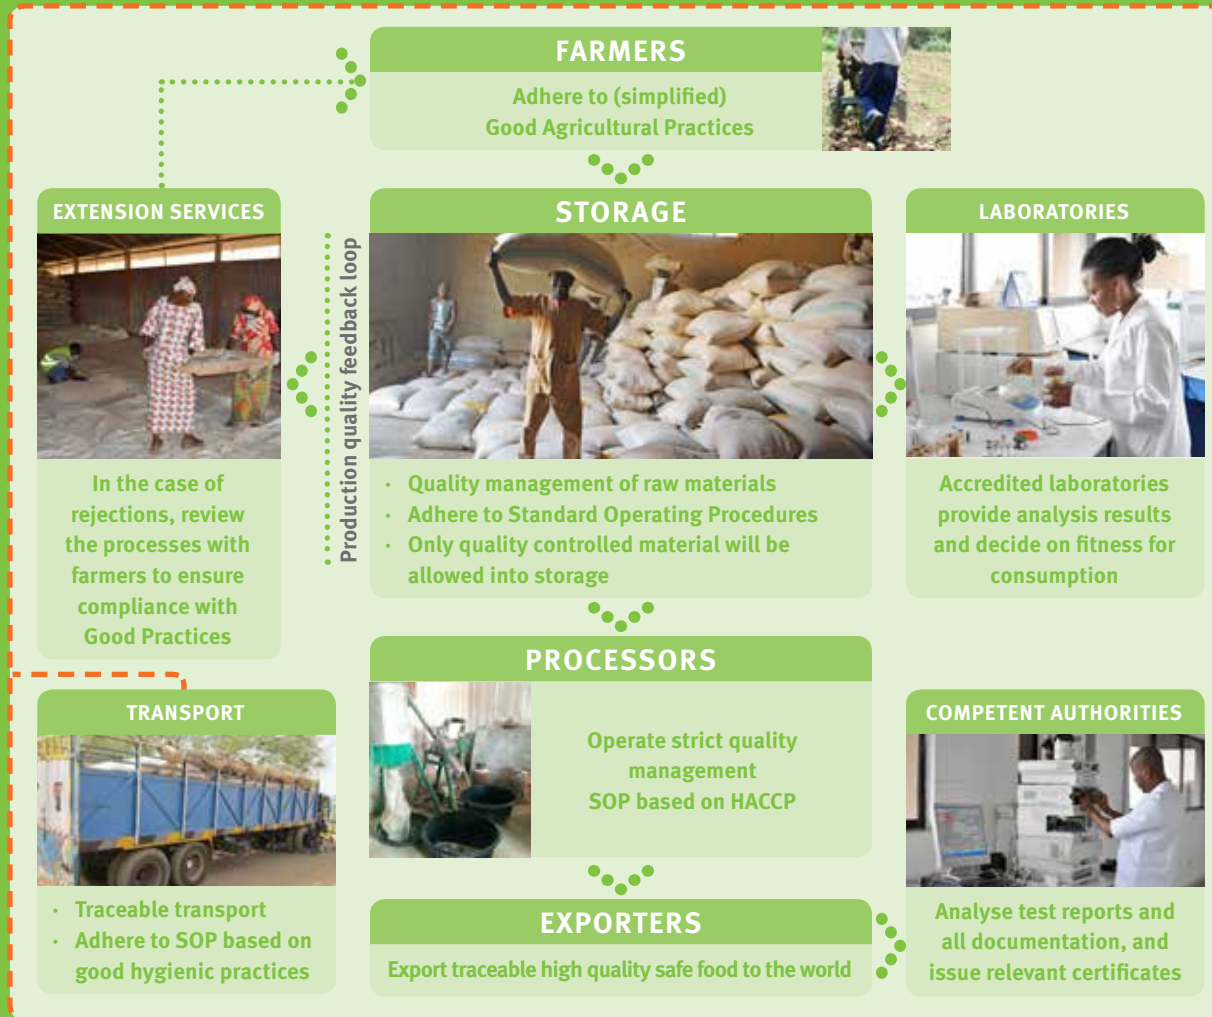 FARMERS
Adhere to (simplified)
Good Agricultural Practices
EXTENSION SERVICES
In the case of
rejections, review
the processes with
farmers to ensure
compliance with
Good Practices
Production quality feedback loop
STORAGE
· Quality management of raw materials
· Adhere to Standard Operating Procedures
· Only quality controlled material will be
allowed into storage
LABORATORIES
Accredited laboratories
provide analysis results
and decide on fitness for
consumption
PROCESSORS
Operate strict quality
management
SOP based on HACCP
TRANSPORT
· Traceable transport
· Adhere to SOP based on
good hygienic practices
EXPORTERS
Export traceable high quality safe food to the world
COMPETENT AUTHORITIES
Analyse test reports and
all documentation, and
issue relevant certificates